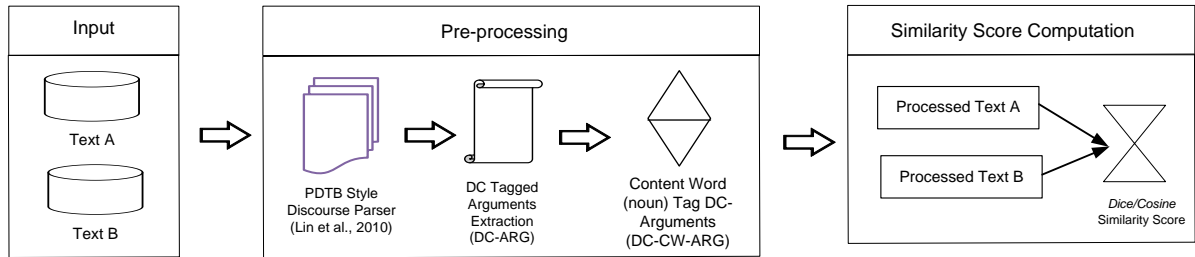 Input
Text A
Text B
Pre-processing
PDTB Style
Discourse Parser
(Lin et al., 2010)
DC Tagged
Arguments
Extraction
(DC-ARG)
Content Word
(noun) Tag DC-
Arguments
(DC-CW-ARG)
Similarity Score Computation
Processed Text A
Processed Text B
Dice/Cosine
Similarity Score